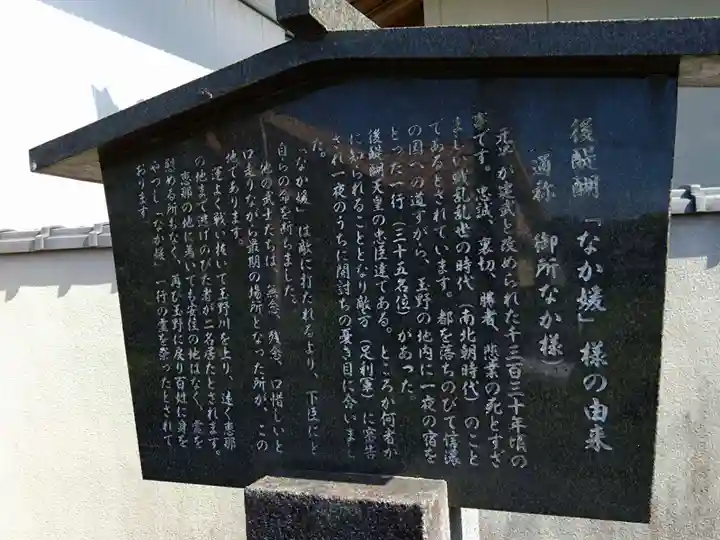 後醍醐「なか媛」様の由来
通称 御所なか様
正安が建武と改められた千三百三十年頃の
事です。忠誠、裏切、勝者、悲業の死とすざ
まじい戦乱乱世の時代(南北朝時代)のこと
であるとされています。都を落ちのびて信濃
の国への道すがら、玉野の地内に一夜の宿を
とった一行(三十五名位)があった。
後醍醐天皇の忠臣達である。ところが何者か
に知られることとなり敵方(足利軍)に密告
され一夜のうちに闇討ちの憂き目に合いまし
た。
「なか媛」は敵に打たれるより、下臣にと
自らの命を断ちました。
他の武士たちは、無念、残念、口惜しいと
口走りながら最期の場所となった所が、この
地であります。
運よく戦い抜いて玉野川を上り、遠く恵那
の地まで逃げのびた者が二名居たとされます。
恵那の地に着いても安住の地はなく、霊を
慰める所もなく、再び玉野に戻り百姓に身を
やつし「なか媛」一行の霊を祭ったとされて
おります